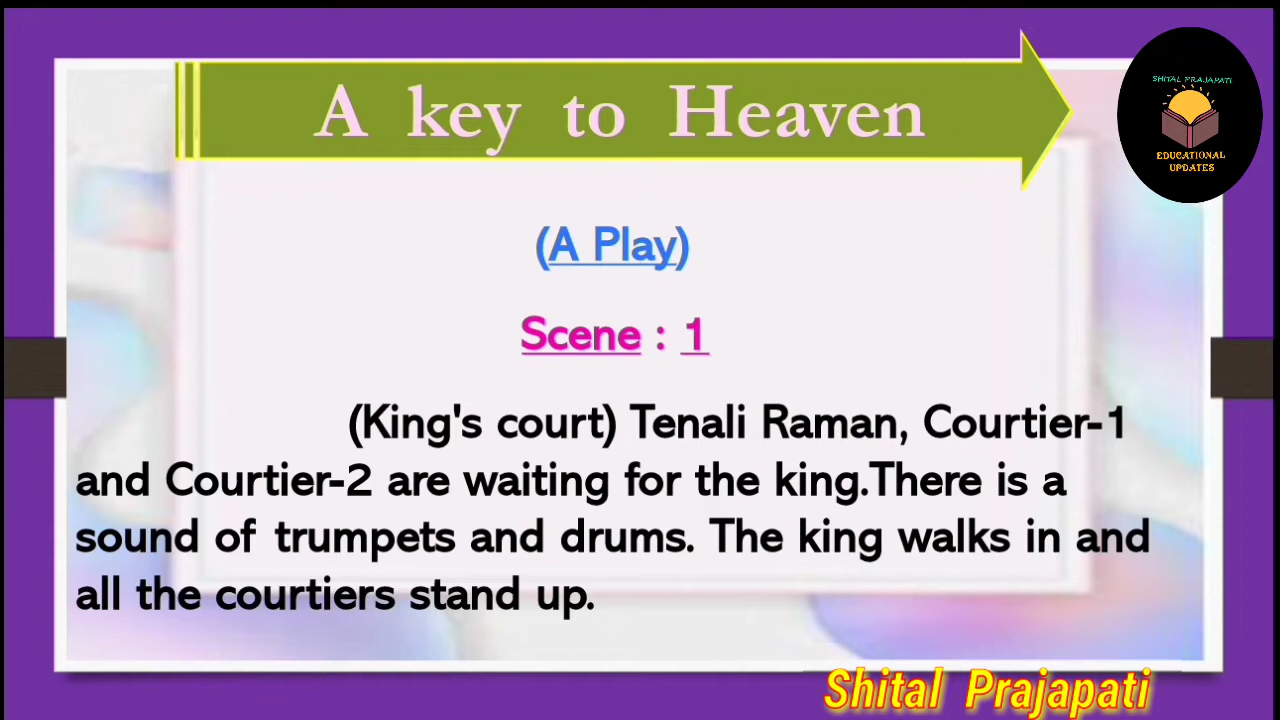 A key to Heaven
SHITAL PRAJAPATI
EDUCATIONAL
UPDATES
(A Play)
Scene : 1
(King's court) Tenali Raman, Courtier-1
and Courtier-2 are waiting for the king.There is a
sound of trumpets and drums. The king walks in and
all the courtiers stand up.
Shital Prajapati